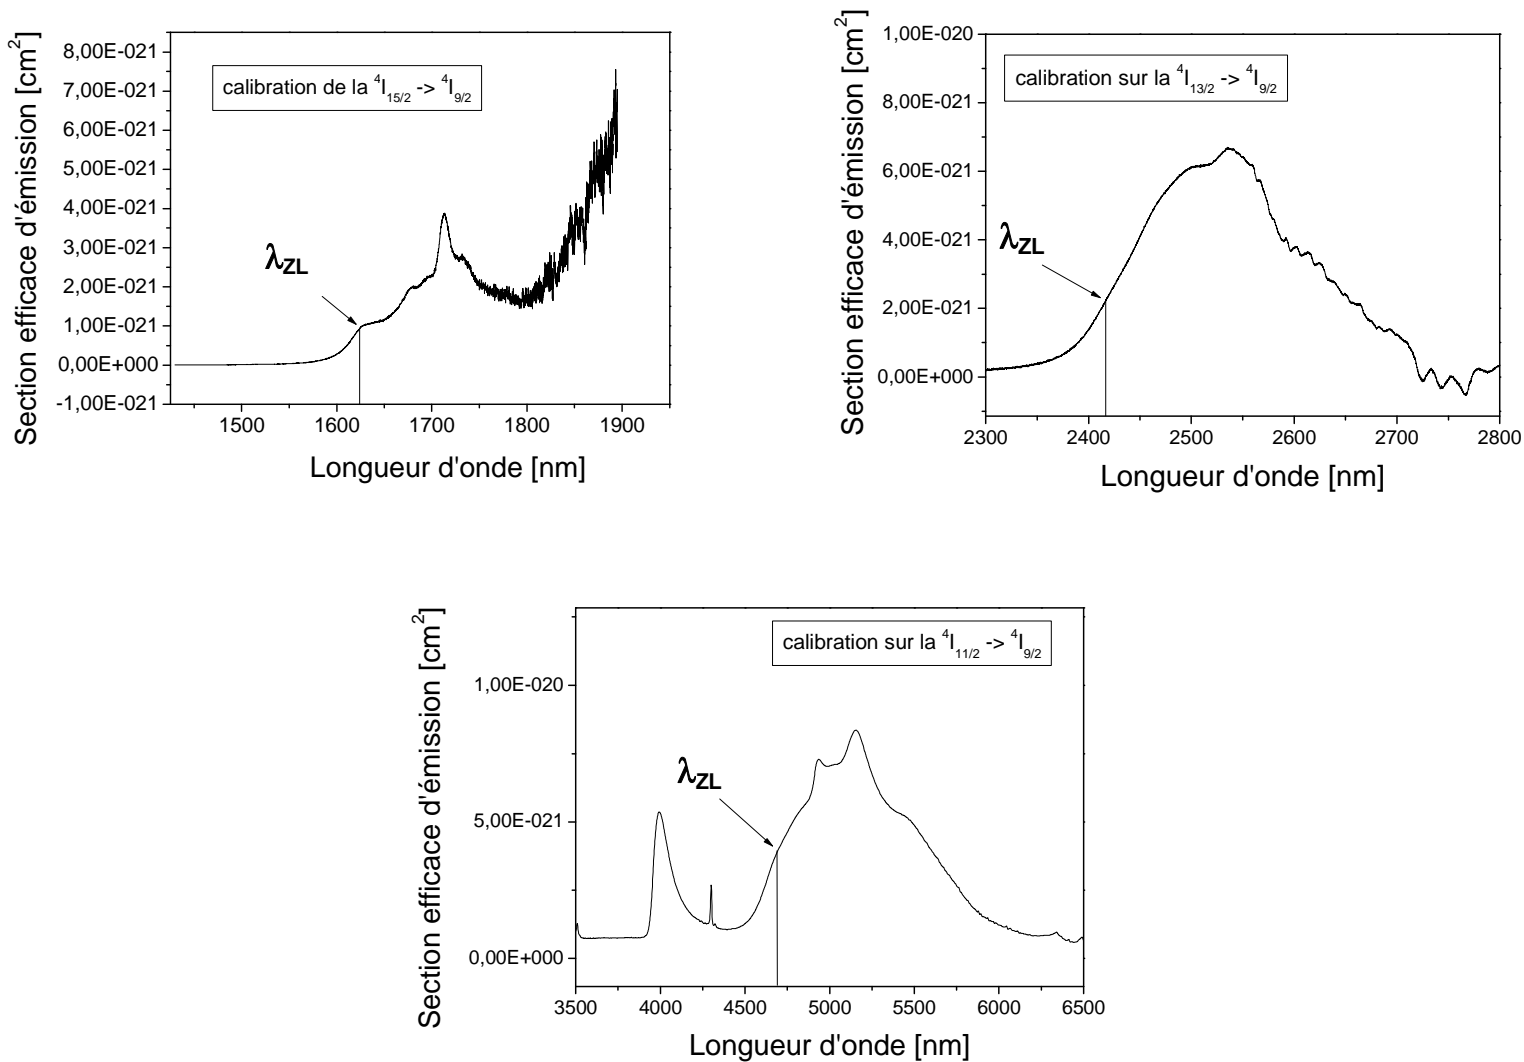 8,00E-021
7,00E-021
6,00E-021
5,00E-021
4,00E-021
3,00E-021
2,00E-021
1,00E-021
0,00E+000
-1,00E-021
Section efficace d'émission [cm²]
calibration de la ⁴I₁₅/₂ -> ⁴I₉/₂
λZL
1500 1600 1700 1800 1900
Longueur d'onde [nm]
1,00E-020
8,00E-021
6,00E-021
4,00E-021
2,00E-021
0,00E+000
Section efficace d'émission [cm²]
calibration sur la ⁴I₁₃/₂ -> ⁴I₉/₂
λZL
2300 2400 2500 2600 2700 2800
Longueur d'onde [nm]
1,00E-020
5,00E-021
0,00E+000
Section efficace d'émission [cm²]
calibration sur la ⁴I₁₁/₂ -> ⁴I₉/₂
λZL
3500 4000 4500 5000 5500 6000 6500
Longueur d'onde [nm]